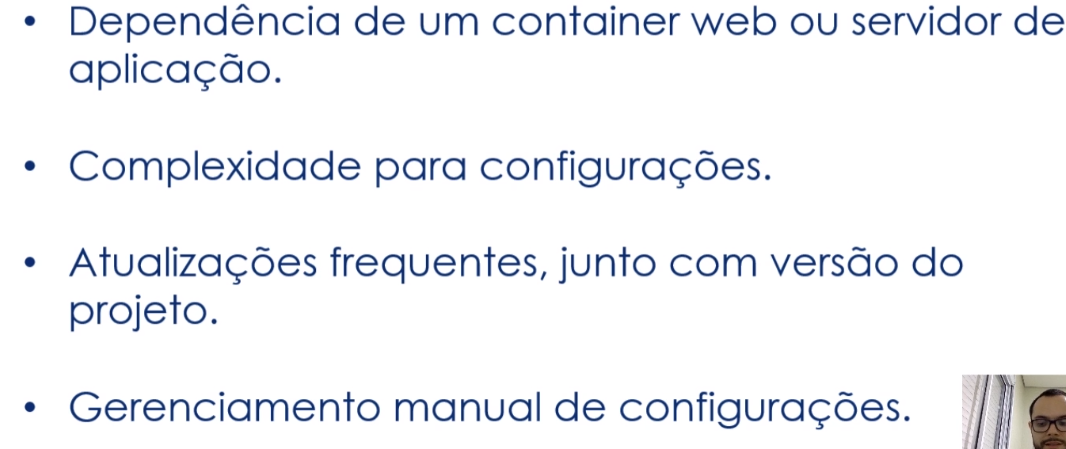 • Dependência de um container web ou servidor de
aplicação.
• Complexidade para configurações.
• Atualizações frequentes, junto com versão do
projeto.
• Gerenciamento manual de configurações.